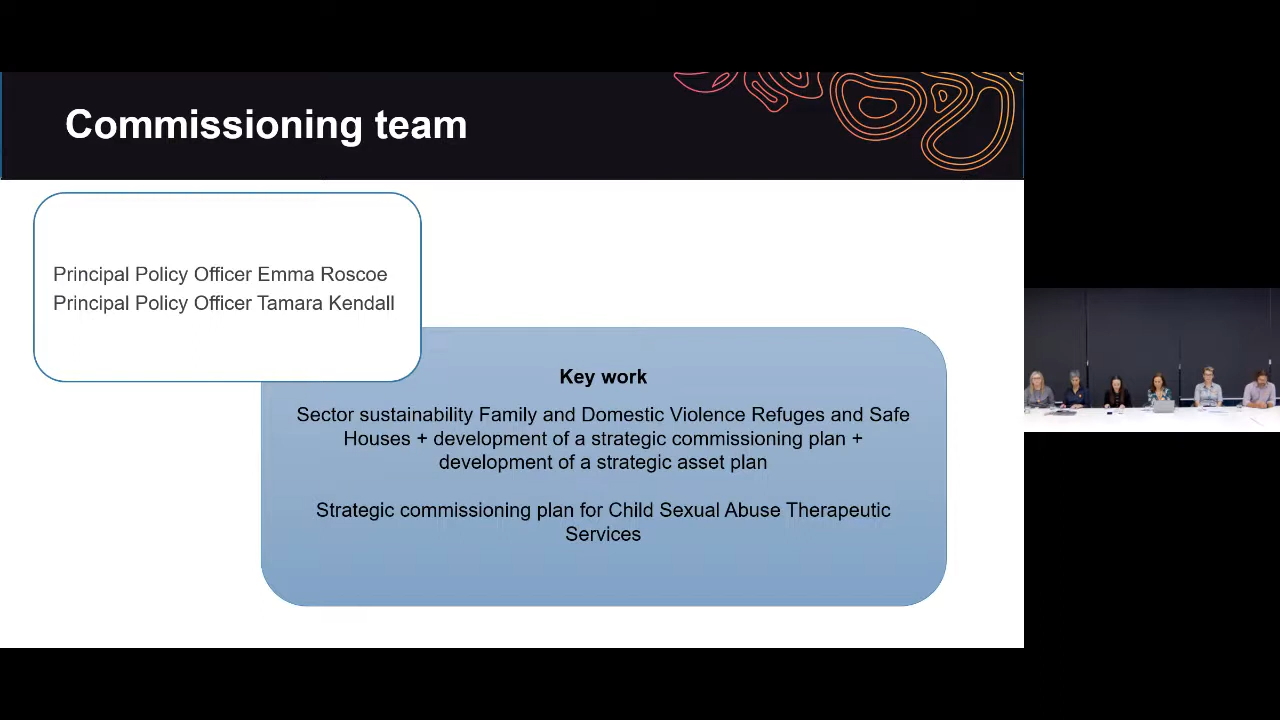 Commissioning team
Principal Policy Officer Emma Roscoe
Principal Policy Officer Tamara Kendall
Key work
Sector sustainability Family and Domestic Violence Refuges and Safe
Houses + development of a strategic commissioning plan +
development of a strategic asset plan
Strategic commissioning plan for Child Sexual Abuse Therapeutic
Services